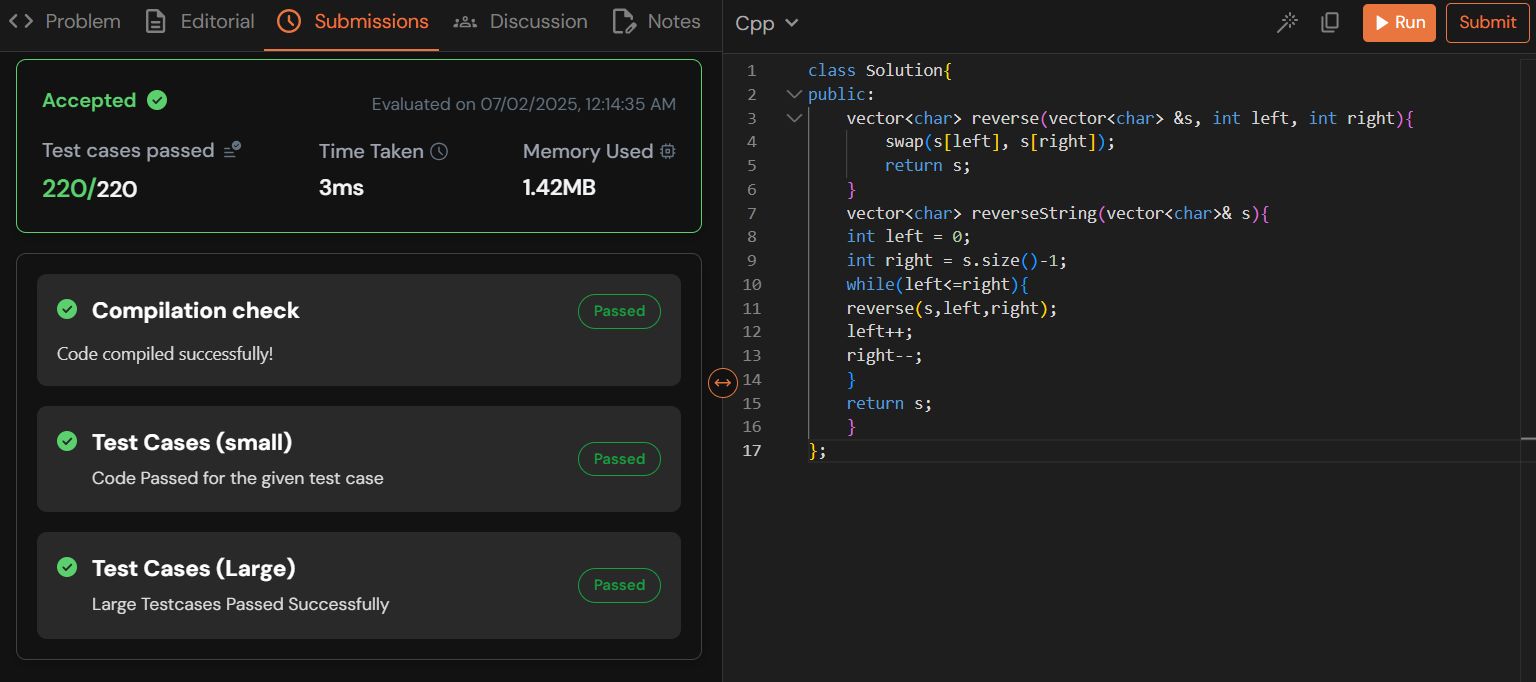 Problem Editorial Submissions Discussion Notes
Accepted
Evaluated on 07/02/2025, 12:14:35 AM
Test cases passed Time Taken Memory Used
220/220 3ms 1.42MB
Compilation check
Passed
Code compiled successfully!
Test Cases (small)
Passed
Code Passed for the given test case
Test Cases (Large)
Passed
Large Testcases Passed Successfully
Cpp Run Submit
1 class Solution{
2 public:
3 vector<char> reverse(vector<char> &s, int left, int right){
4 swap(s[left], s[right]);
5 return s;
6 }
7 vector<char> reverseString(vector<char>& s){
8 int left = 0;
9 int right = s.size()-1;
10 while(left<=right){
11 reverse(s,left,right);
12 left++;
13 right--;
14 }
15 return s;
16 }
17 };